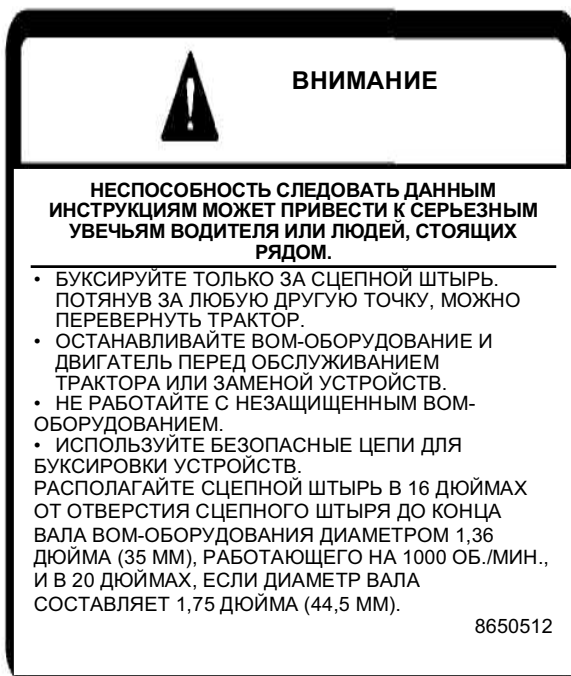 ВНИМАНИЕ
НЕСПОСОБНОСТЬ СЛЕДОВАТЬ ДАННЫМ
ИНСТРУКЦИЯМ МОЖЕТ ПРИВЕСТИ К СЕРЬЕЗНЫМ
УВЕЧЬЯМ ВОДИТЕЛЯ ИЛИ ЛЮДЕЙ, СТОЯЩИХ
РЯДОМ.
• БУКСИРУЙТЕ ТОЛЬКО ЗА СЦЕПНОЙ ШТЫРЬ.
ПОТЯНУВ ЗА ЛЮБУЮ ДРУГУЮ ТОЧКУ, МОЖНО
ПЕРЕВЕРНУТЬ ТРАКТОР.
• ОСТАНАВЛИВАЙТЕ ВОМ-ОБОРУДОВАНИЕ И
ДВИГАТЕЛЬ ПЕРЕД ОБСЛУЖИВАНИЕМ
ТРАКТОРА ИЛИ ЗАМЕНОЙ УСТРОЙСТВ.
• НЕ РАБОТАЙТЕ С НЕЗАЩИЩЕННЫМ ВОМ-
ОБОРУДОВАНИЕМ.
• ИСПОЛЬЗУЙТЕ БЕЗОПАСНЫЕ ЦЕПИ ДЛЯ
БУКСИРОВКИ УСТРОЙСТВ.
РАСПОЛАГАЙТЕ СЦЕПНОЙ ШТЫРЬ В 16 ДЮЙМАХ
ОТ ОТВЕРСТИЯ СЦЕПНОГО ШТЫРЯ ДО КОНЦА
ВАЛА ВОМ-ОБОРУДОВАНИЯ ДИАМЕТРОМ 1,36
ДЮЙМА (35 ММ), РАБОТАЮЩЕГО НА 1000 ОБ./МИН.,
И В 20 ДЮЙМАХ, ЕСЛИ ДИАМЕТР ВАЛА
СОСТАВЛЯЕТ 1,75 ДЮЙМА (44,5 ММ).
8650512